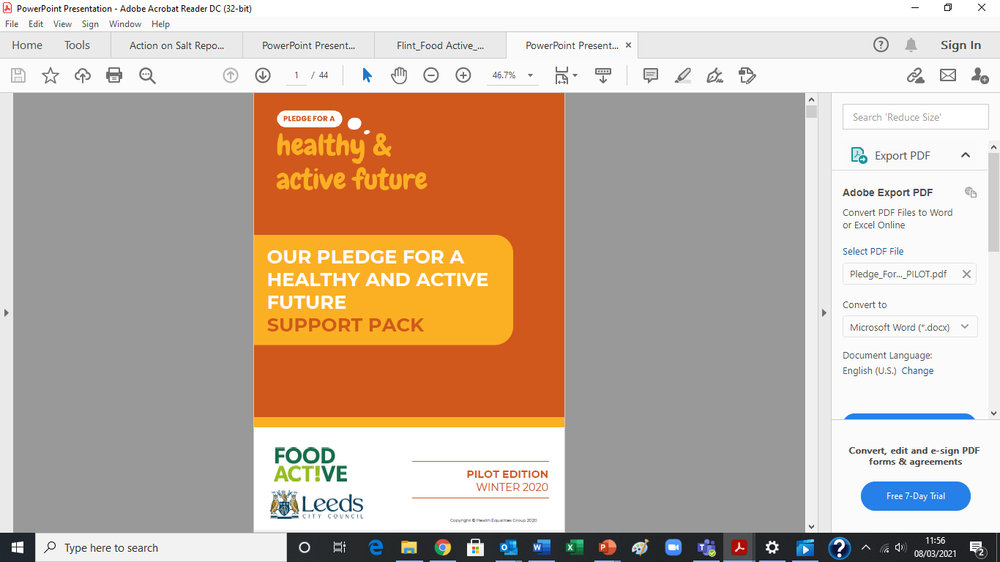 PowerPoint Presentation - Adobe Acrobat Reader DC (32-bit)
File Edit View Sign Window Help
Home Tools Action on Salt Repo... PowerPoint Present... Flint_Food Active_... PowerPoint Present... × Sign In
1 / 44 46.7%
PLEDGE FOR A
healthy &
active future
OUR PLEDGE FOR A
HEALTHY AND ACTIVE
FUTURE
SUPPORT PACK
FOOD
ACT!VE
Leeds
CITY COUNCIL
PILOT EDITION
WINTER 2020
Copyright © Health Equalities Group 2020
Search 'Reduce Size'
Export PDF
Adobe Export PDF
Convert PDF Files to Word
or Excel Online
Select PDF File
Pledge_For..._PILOT.pdf
Convert to
Microsoft Word (*.docx)
Document Language:
English (U.S.) Change
Convert, edit and e-sign PDF
forms & agreements
Free 7-Day Trial
Type here to search
11:56
08/03/2021
2